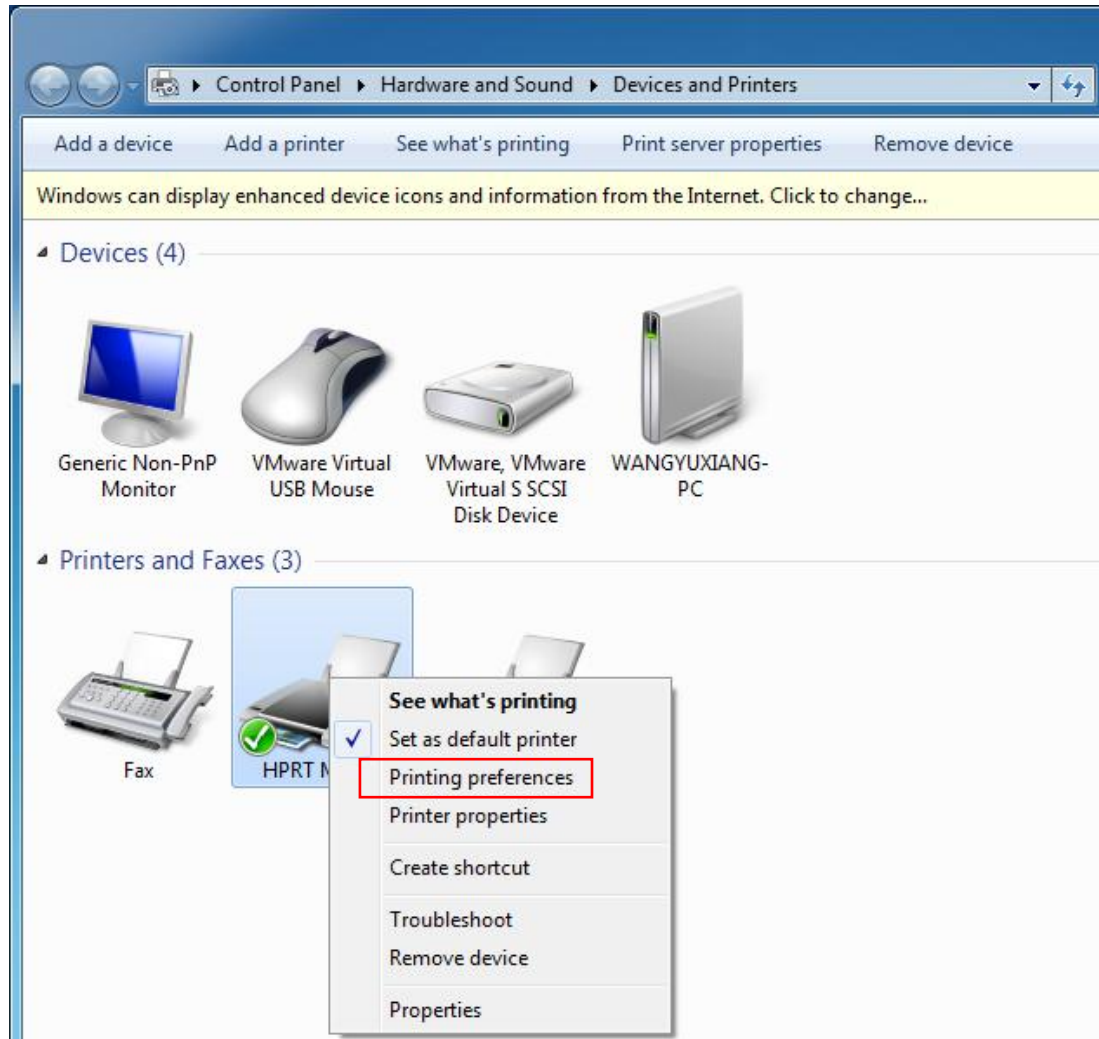 Control Panel ▸ Hardware and Sound ▸ Devices and Printers
Add a device Add a printer See what's printing Print server properties Remove device
Windows can display enhanced device icons and information from the Internet. Click to change...
Devices (4)
Generic Non-PnP
Monitor
VMware Virtual
USB Mouse
VMware, VMware
Virtual S SCSI
Disk Device
WANGYUXIANG-
PC
Printers and Faxes (3)
Fax
HPRT
See what's printing
Set as default printer
Printing preferences
Printer properties
Create shortcut
Troubleshoot
Remove device
Properties